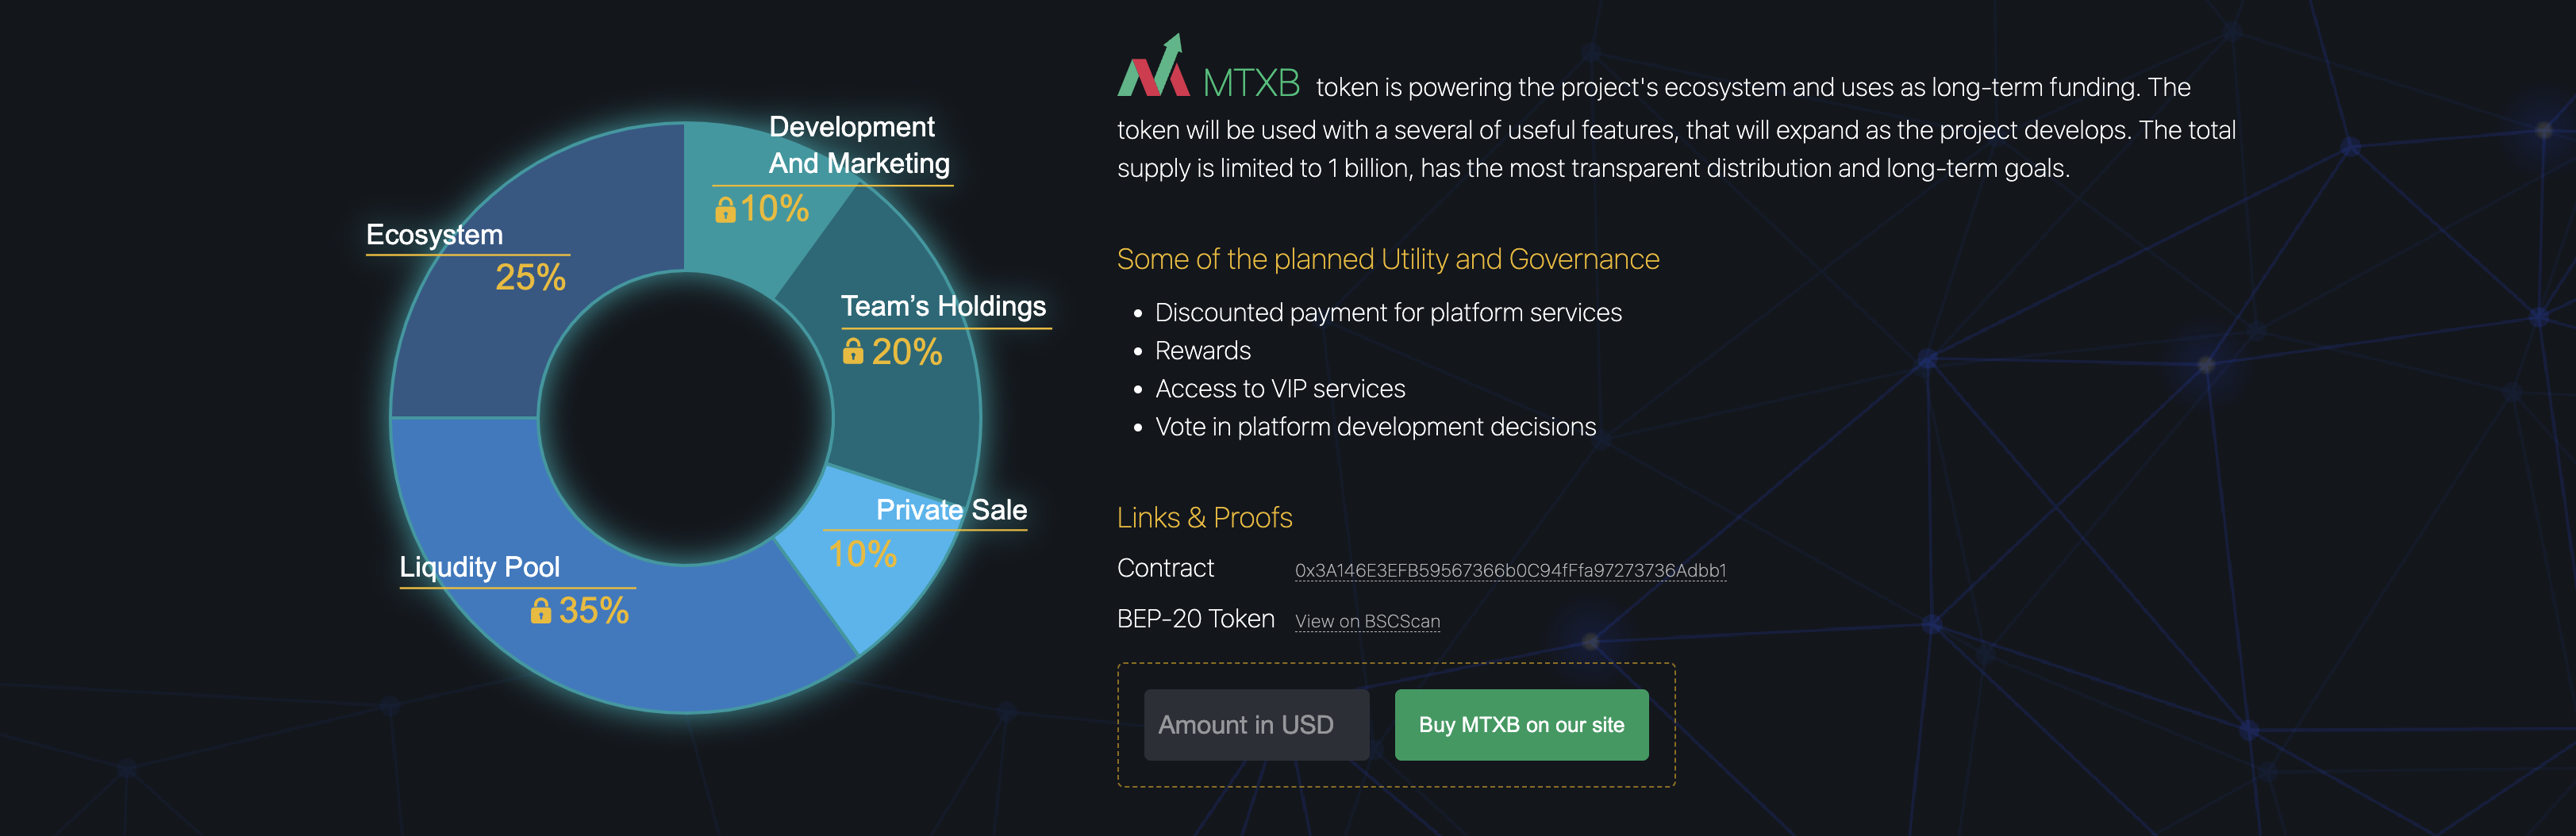 Development
And Marketing
10%
Ecosystem
25%
Team's Holdings
20%
Private Sale
10%
Liqudity Pool
35%
MTXB token is powering the project's ecosystem and uses as long-term funding. The
token will be used with a several of useful features, that will expand as the project develops. The total
supply is limited to 1 billion, has the most transparent distribution and long-term goals.
Some of the planned Utility and Governance
• Discounted payment for platform services
• Rewards
• Access to VIP services
• Vote in platform development decisions
Links & Proofs
Contract 0x3A146E3EFB59567366b0C94fFfa97273736Adbb1
BEP-20 Token View on BSCScan
Amount in USD
Buy MTXB on our site